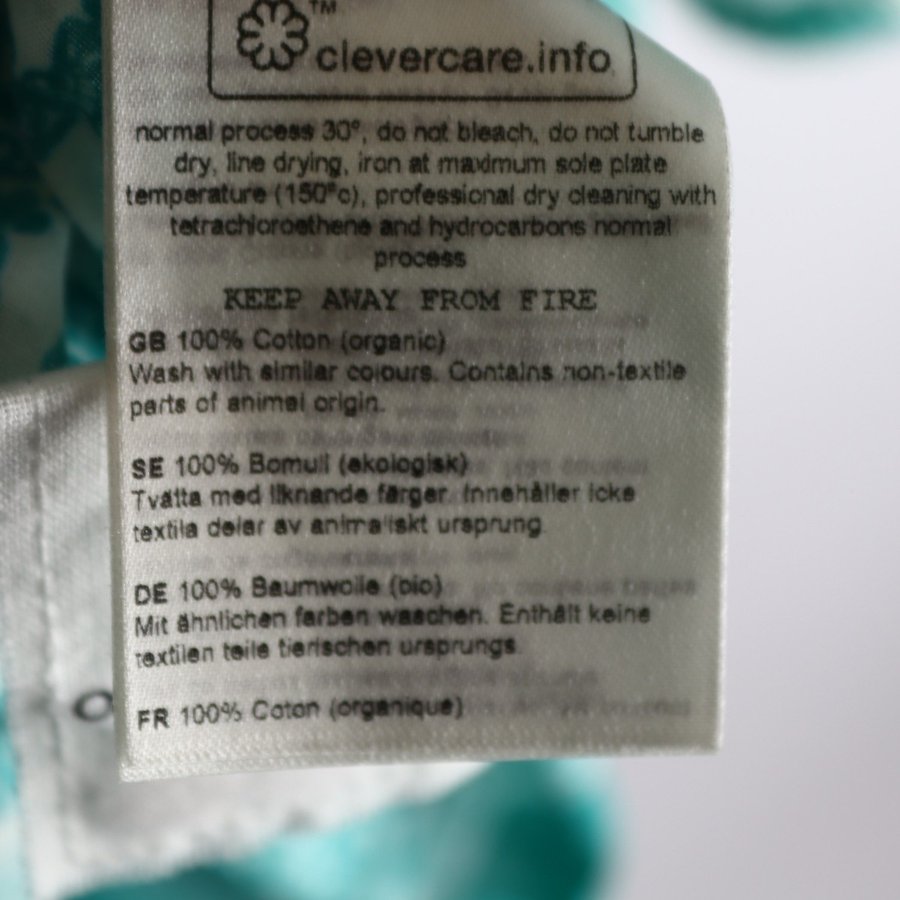 TM
clevercare.info
normal process 30°, do not bleach, do not tumble
dry, line drying, iron at maximum sole plate
temperature (150°c), professional dry cleaning with
tetrachloroethene and hydrocarbons normal
process
KEEP AWAY FROM FIRE
GB 100% Cotton (organic)
Wash with similar colours. Contains non-textile
parts of animal origin.
SE 100% Bomull (ekologisk)
Tvätta med liknande färger. Innehåller icke
textila delar av animaliskt ursprung.
DE 100% Baumwolle (bio)
Mit ähnlichen farben waschen. Enthält keine
textilen teile tierischen ursprungs.
FR 100% Coton (organique)